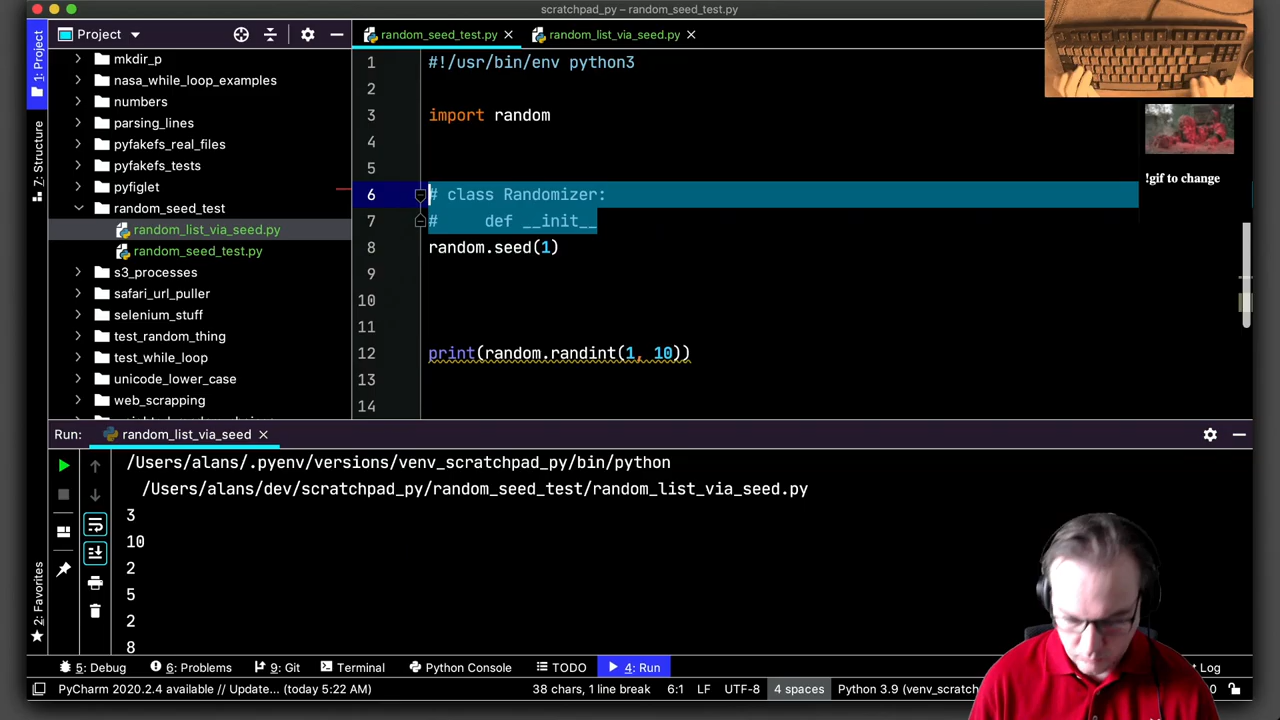 scratchpad_py – random_seed_test.py
1: Project
Project
random_seed_test.py
random_list_via_seed.py
mkdir_p
nasa_while_loop_examples
numbers
parsing_lines
pyfakefs_real_files
pyfakefs_tests
pyfiglet
random_seed_test
random_list_via_seed.py
random_seed_test.py
s3_processes
safari_url_puller
selenium_stuff
test_random_thing
test_while_loop
unicode_lower_case
web_scrapping
7: Structure
2: Favorites
1 #!/usr/bin/env python3
2
3 import random
4
5
6 # class Randomizer:
7 #     def __init__
8 random.seed(1)
9
10
11
12 print(random.randint(1, 10))
13
14
!gif to change
Run:
random_list_via_seed
/Users/alans/.pyenv/versions/venv_scratchpad_py/bin/python
/Users/alans/dev/scratchpad_py/random_seed_test/random_list_via_seed.py
3
10
2
5
2
8
5: Debug
6: Problems
9: Git
Terminal
Python Console
TODO
4: Run
Log
PyCharm 2020.2.4 available // Update... (today 5:22 AM)
38 chars, 1 line break
6:1
LF
UTF-8
4 spaces
Python 3.9 (venv_scratch